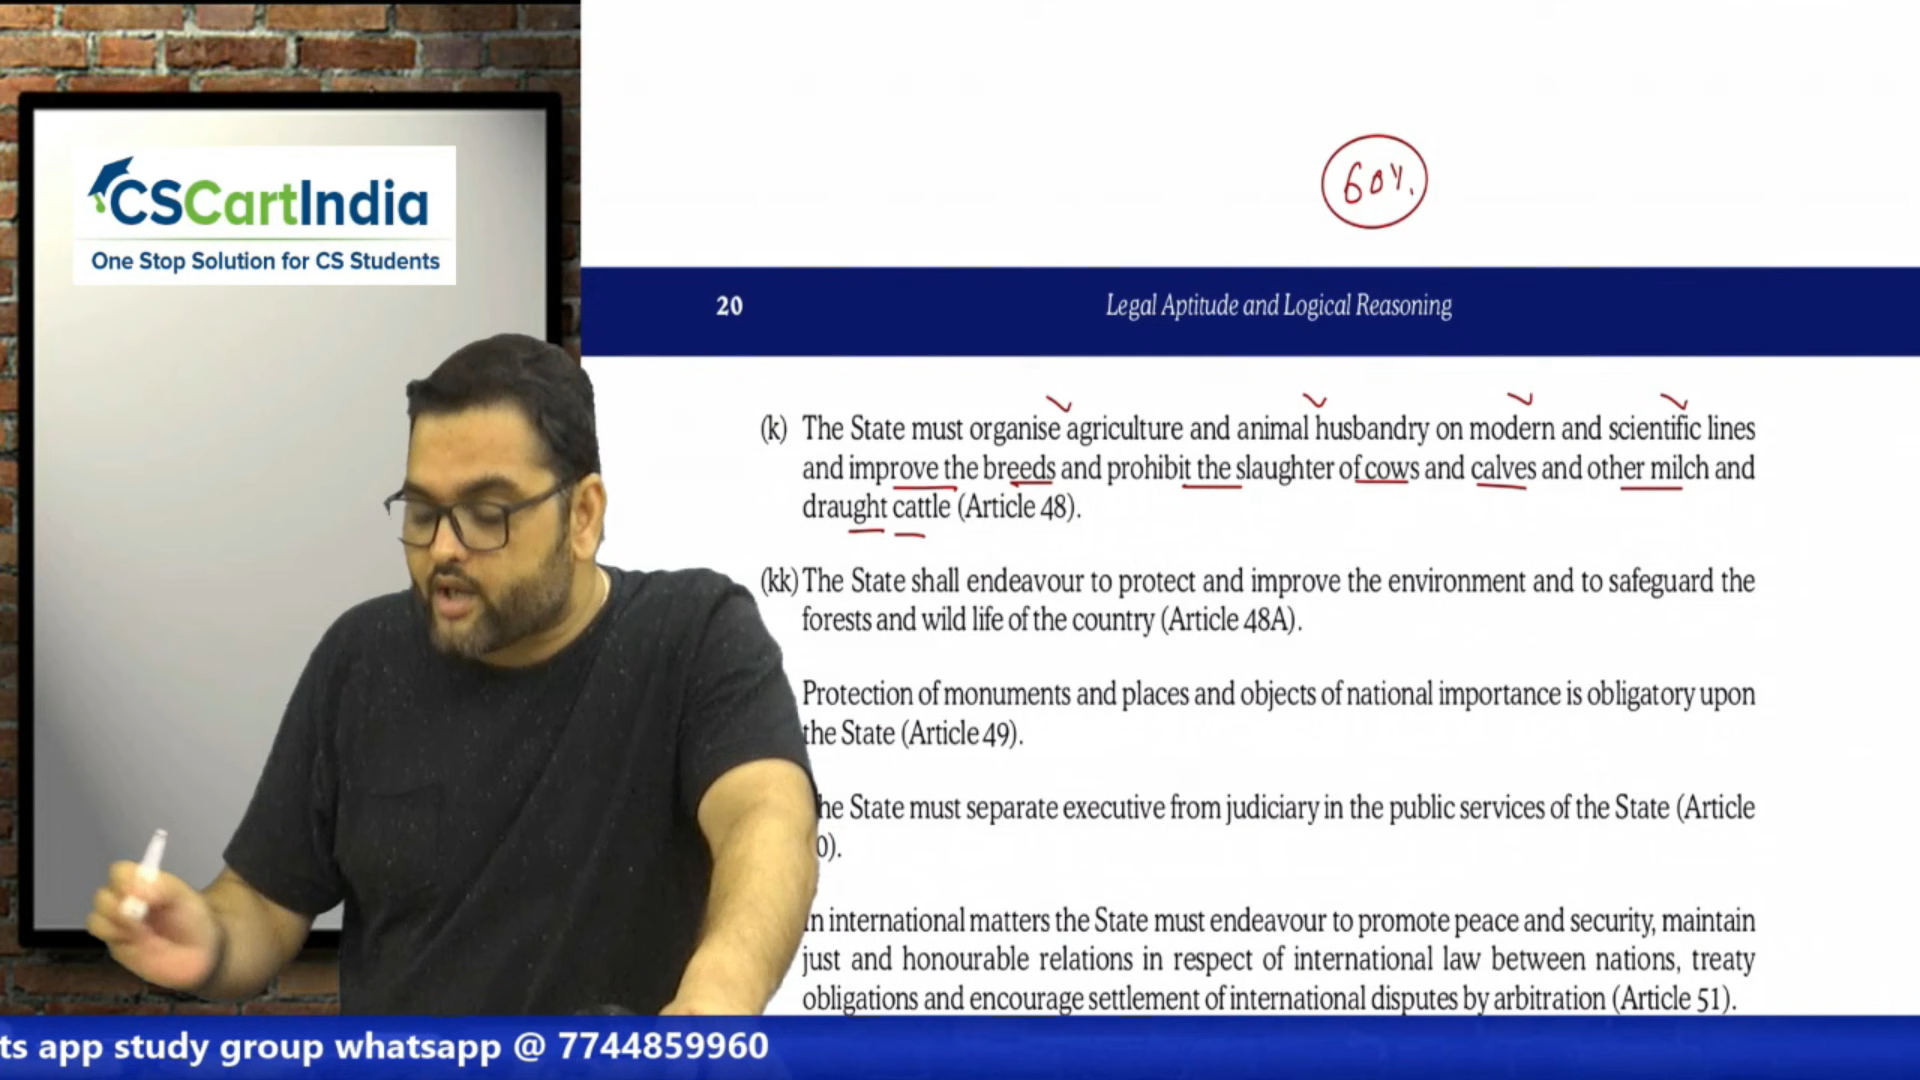 CSCartIndia
One Stop Solution for CS Students
60%.
20 Legal Aptitude and Logical Reasoning
(k) The State must organise agriculture and animal husbandry on modern and scientific lines
and improve the breeds and prohibit the slaughter of cows and calves and other milch and
draught cattle (Article 48).
(kk) The State shall endeavour to protect and improve the environment and to safeguard the
forests and wild life of the country (Article 48A).
Protection of monuments and places and objects of national importance is obligatory upon
the State (Article 49).
he State must separate executive from judiciary in the public services of the State (Article
0).
In international matters the State must endeavour to promote peace and security, maintain
just and honourable relations in respect of international law between nations, treaty
obligations and encourage settlement of international disputes by arbitration (Article 51).
ts app study group whatsapp @ 7744859960